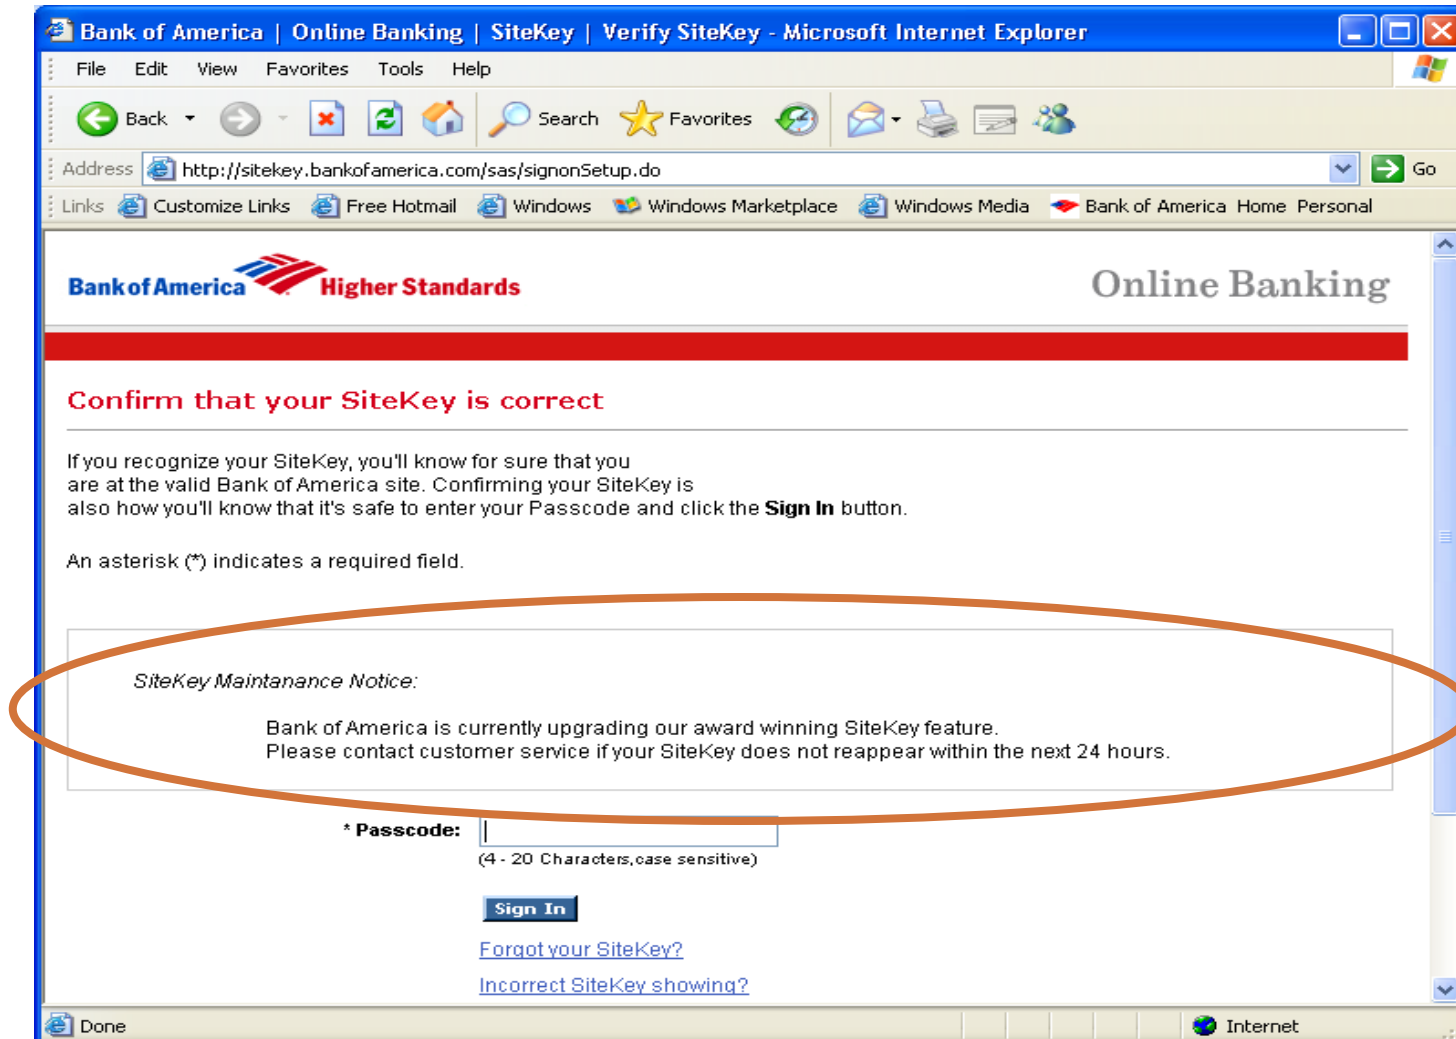 Bank of America | Online Banking | SiteKey | Verify SiteKey - Microsoft Internet Explorer
File Edit View Favorites Tools Help
Back Search Favorites
Address http://sitekey.bankofamerica.com/sas/signonSetup.do Go
Links Customize Links Free Hotmail Windows Windows Marketplace Windows Media Bank of America Home Personal
Bank of America Higher Standards Online Banking
Confirm that your SiteKey is correct
If you recognize your SiteKey, you'll know for sure that you
are at the valid Bank of America site. Confirming your SiteKey is
also how you'll know that it's safe to enter your Passcode and click the Sign In button.
An asterisk (*) indicates a required field.
SiteKey Maintanance Notice:
Bank of America is currently upgrading our award winning SiteKey feature.
Please contact customer service if your SiteKey does not reappear within the next 24 hours.
* Passcode:
(4 - 20 Characters,case sensitive)
Sign In
Forgot your SiteKey?
Incorrect SiteKey showing?
Done Internet